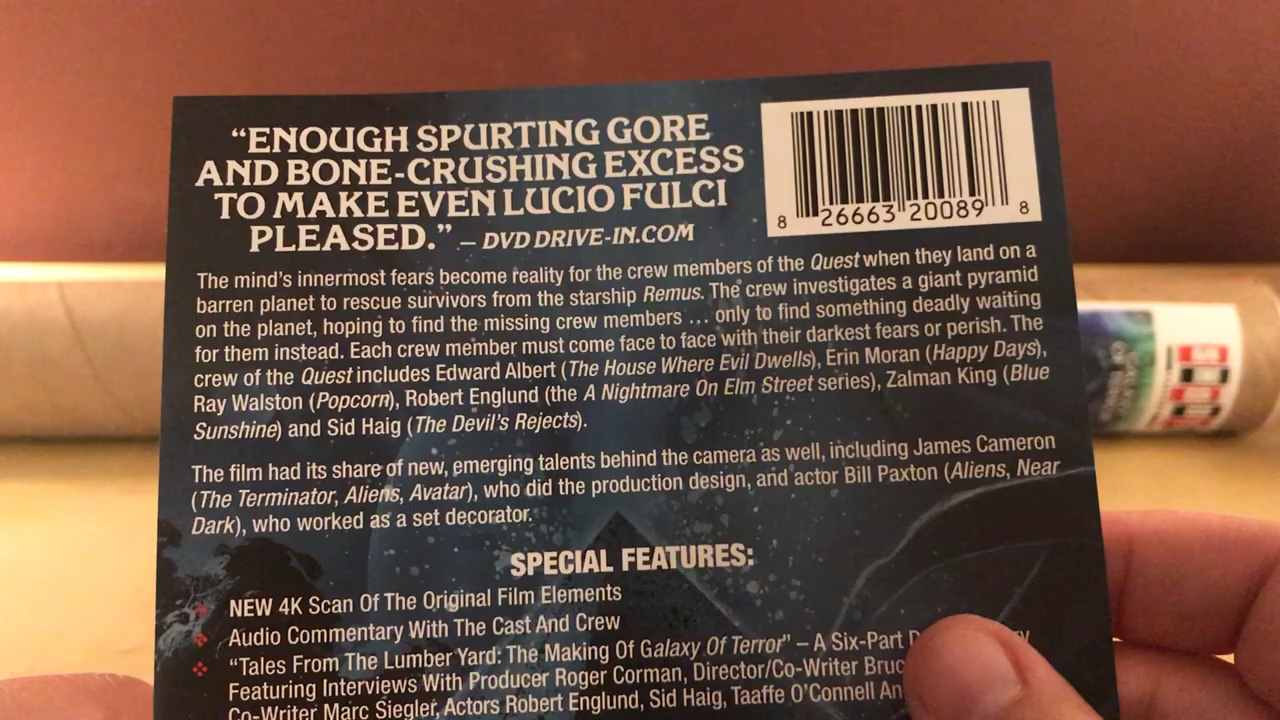 “ENOUGH SPURTING GORE
AND BONE-CRUSHING EXCESS
TO MAKE EVEN LUCIO FULCI
PLEASED.” – DVD DRIVE-IN.COM
8 26663 20089 8
The mind’s innermost fears become reality for the crew members of the Quest when they land on a
barren planet to rescue survivors from the starship Remus. The crew investigates a giant pyramid
on the planet, hoping to find the missing crew members … only to find something deadly waiting
for them instead. Each crew member must come face to face with their darkest fears or perish. The
crew of the Quest includes Edward Albert (The House Where Evil Dwells), Erin Moran (Happy Days),
Ray Walston (Popcorn), Robert Englund (the A Nightmare On Elm Street series), Zalman King (Blue
Sunshine) and Sid Haig (The Devil’s Rejects).
The film had its share of new, emerging talents behind the camera as well, including James Cameron
(The Terminator, Aliens, Avatar), who did the production design, and actor Bill Paxton (Aliens, Near
Dark), who worked as a set decorator.
SPECIAL FEATURES:
NEW 4K Scan Of The Original Film Elements
Audio Commentary With The Cast And Crew
“Tales From The Lumber Yard: The Making Of Galaxy Of Terror” – A Six-Part
Featuring Interviews With Producer Roger Corman, Director/Co-Writer
Co-Writer Marc Siegler, Actors Robert Englund, Sid Haig, Taaffe O’Connell